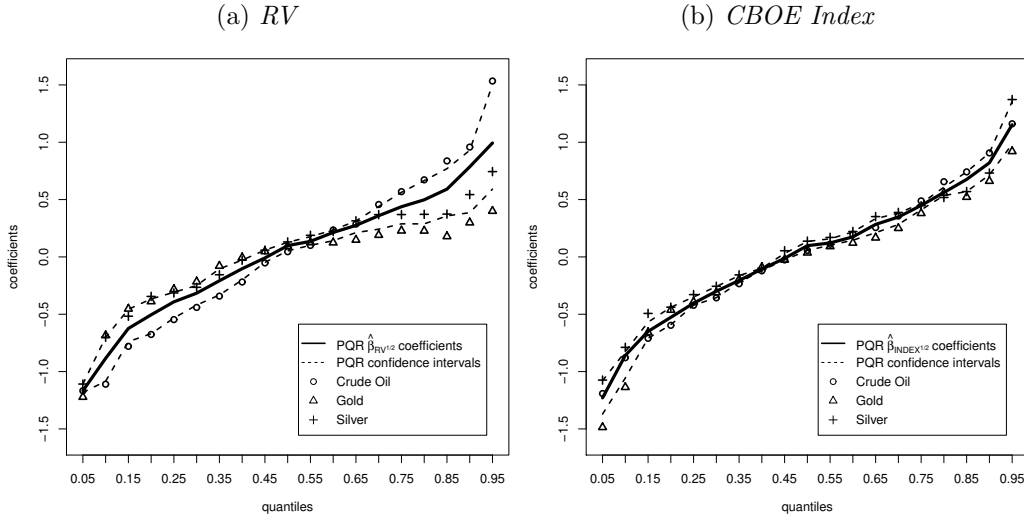 (a) RV
coefficients
1.5
1.0
0.5
0.0
−0.5
−1.0
−1.5
PQR β̂RV1/2 coefficients
PQR confidence intervals
Crude Oil
Gold
Silver
0.05 0.15 0.25 0.35 0.45 0.55 0.65 0.75 0.85 0.95
quantiles
(b) CBOE Index
coefficients
1.5
1.0
0.5
0.0
−0.5
−1.0
−1.5
PQR β̂INDEX1/2 coefficients
PQR confidence intervals
Crude Oil
Gold
Silver
0.05 0.15 0.25 0.35 0.45 0.55 0.65 0.75 0.85 0.95
quantiles